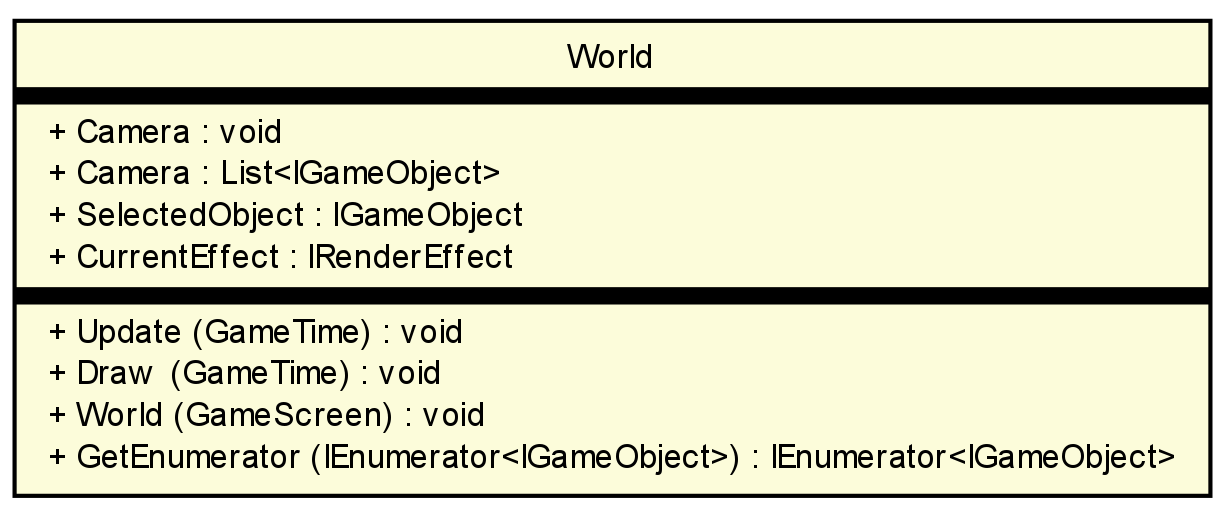 World
+ Camera : void
+ Camera : List<IGameObject>
+ SelectedObject : IGameObject
+ CurrentEffect : IRenderEffect
+ Update (GameTime) : void
+ Draw (GameTime) : void
+ World (GameScreen) : void
+ GetEnumerator (IEnumerator<IGameObject>) : IEnumerator<IGameObject>